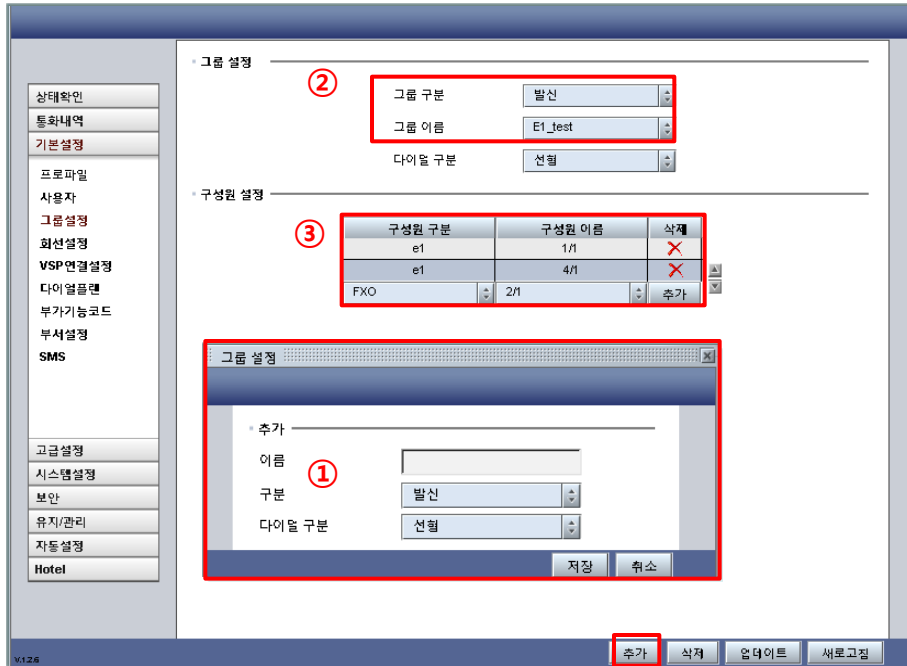 그룹 설정
②
그룹 구분 발신
그룹 이름 E1_test
다이얼 구분 선형
상태확인
통화내역
기본설정
프로파일
사용자
그룹설정
회선설정
VSP연결설정
다이얼플랜
부가기능코드
부서설정
SMS
고급설정
시스템설정
보안
유지/관리
자동설정
Hotel
구성원 설정
③
구성원 구분 구성원 이름 삭제
e1 1/1
e1 4/1
FXO 2/1 추가
그룹 설정
추가
이름
①
구분 발신
다이얼 구분 선형
저장 취소
추가 삭제 업데이트 새로고침
V.1.2.6